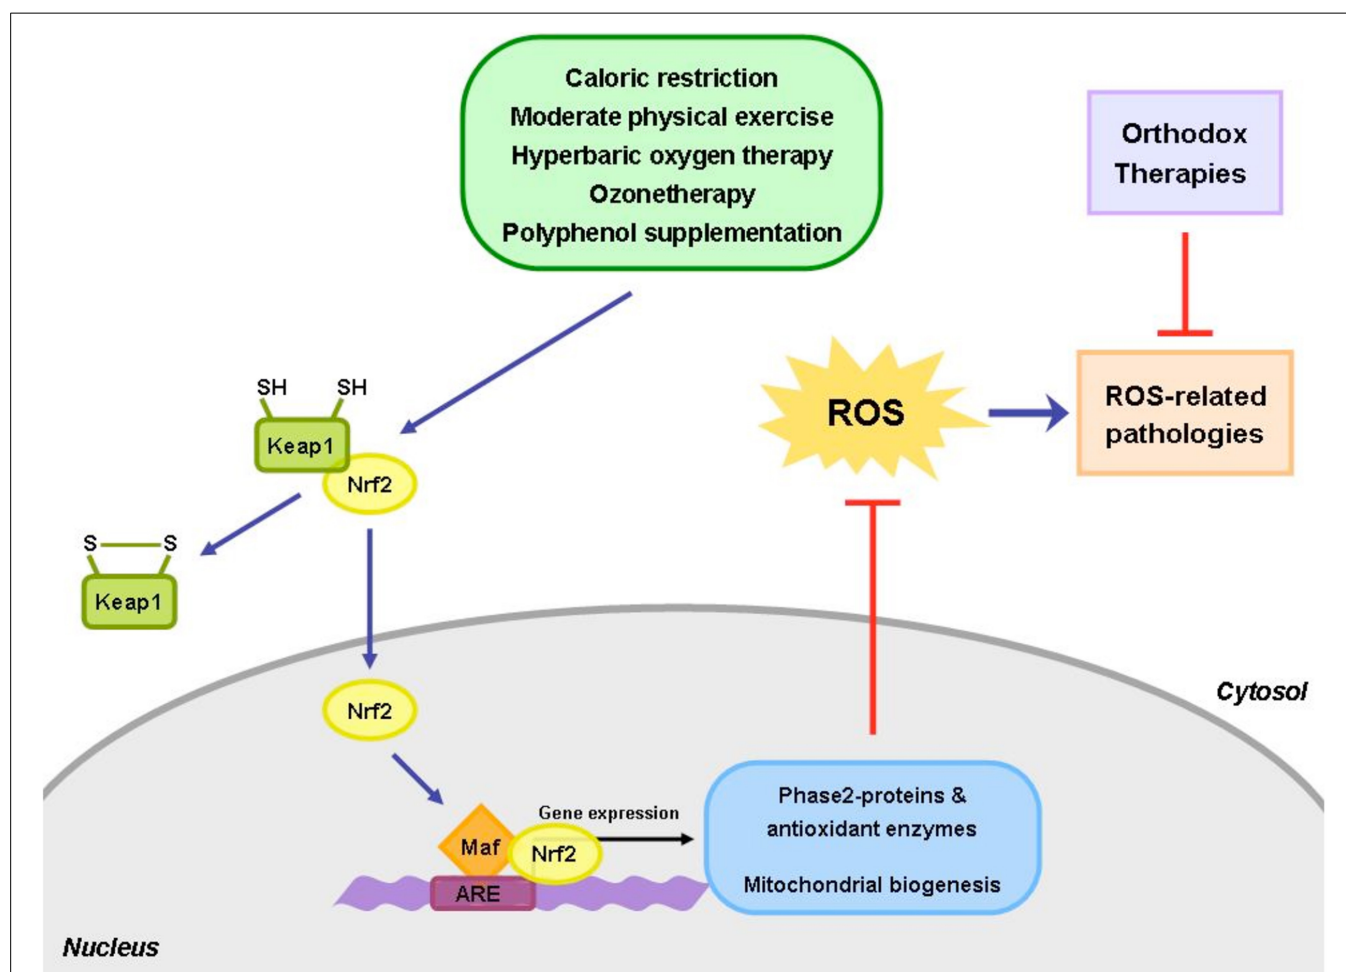 Caloric restriction
Moderate physical exercise
Hyperbaric oxygen therapy
Ozonetherapy
Polyphenol supplementation
Orthodox
Therapies
SH
SH
Keap1
Nrf2
ROS
ROS-related
pathologies
S
S
Keap1
Nrf2
Cytosol
Gene expression
Maf
Nrf2
ARE
Phase2-proteins &
antioxidant enzymes
Mitochondrial biogenesis
Nucleus